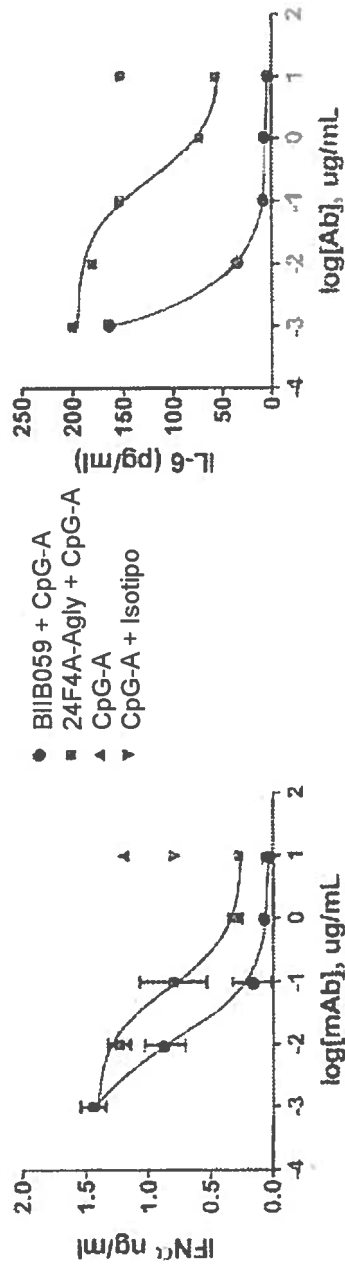 IFNα ng/ml
2.0
1.5
1.0
0.5
0.0
-4 -3 -2 -1 0 1 2
log[mAb], ug/mL
BIIB059 + CpG-A
24F4A-Agly + CpG-A
CpG-A
CpG-A + Isotipo
IL-6 (pg/ml)
250
200
150
100
50
0
-4 -3 -2 -1 0 1 2
log[Ab], ug/mL